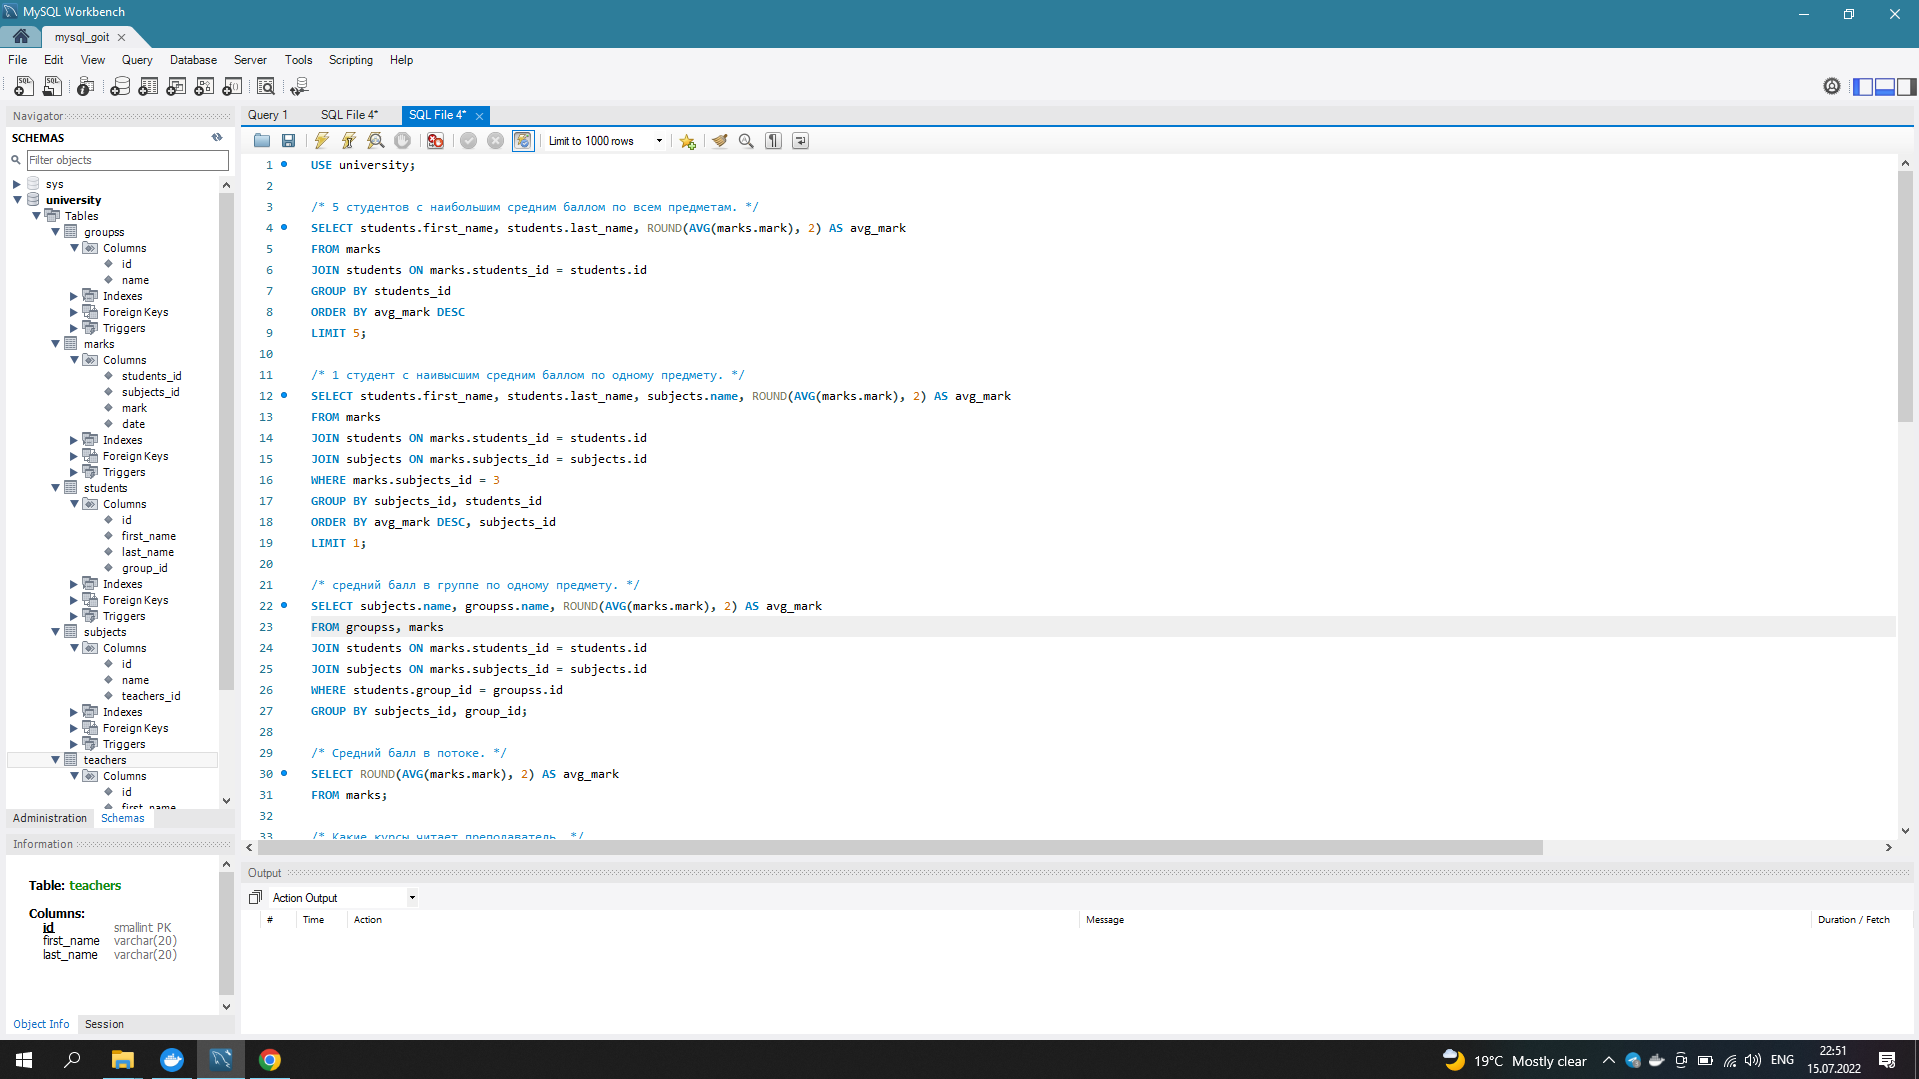 MySQL Workbench
mysql_goit
File Edit View Query Database Server Tools Scripting Help
Navigator
SCHEMAS
Filter objects
sys
university
Tables
groupss
Columns
id
name
Indexes
Foreign Keys
Triggers
marks
Columns
students_id
subjects_id
mark
date
Indexes
Foreign Keys
Triggers
students
Columns
id
first_name
last_name
group_id
Indexes
Foreign Keys
Triggers
subjects
Columns
id
name
teachers_id
Indexes
Foreign Keys
Triggers
teachers
Columns
id
first_name
Administration Schemas
Information
Table: teachers
Columns:
id smallint PK
first_name varchar(20)
last_name varchar(20)
Object Info Session
Query 1 SQL File 4* SQL File 4*
Limit to 1000 rows
1 USE university;
2
3 /* 5 студентов с наибольшим средним баллом по всем предметам. */
4 SELECT students.first_name, students.last_name, ROUND(AVG(marks.mark), 2) AS avg_mark
5 FROM marks
6 JOIN students ON marks.students_id = students.id
7 GROUP BY students_id
8 ORDER BY avg_mark DESC
9 LIMIT 5;
10
11 /* 1 студент с наивысшим средним баллом по одному предмету. */
12 SELECT students.first_name, students.last_name, subjects.name, ROUND(AVG(marks.mark), 2) AS avg_mark
13 FROM marks
14 JOIN students ON marks.students_id = students.id
15 JOIN subjects ON marks.subjects_id = subjects.id
16 WHERE marks.subjects_id = 3
17 GROUP BY subjects_id, students_id
18 ORDER BY avg_mark DESC, subjects_id
19 LIMIT 1;
20
21 /* средний балл в группе по одному предмету. */
22 SELECT subjects.name, groupss.name, ROUND(AVG(marks.mark), 2) AS avg_mark
23 FROM groupss, marks
24 JOIN students ON marks.students_id = students.id
25 JOIN subjects ON marks.subjects_id = subjects.id
26 WHERE students.group_id = groupss.id
27 GROUP BY subjects_id, group_id;
28
29 /* Средний балл в потоке. */
30 SELECT ROUND(AVG(marks.mark), 2) AS avg_mark
31 FROM marks;
32
33 /* Какие курсы читает преподаватель. */
Output
Action Output
# Time Action Message Duration / Fetch
19°C Mostly clear ENG
22:51
15.07.2022